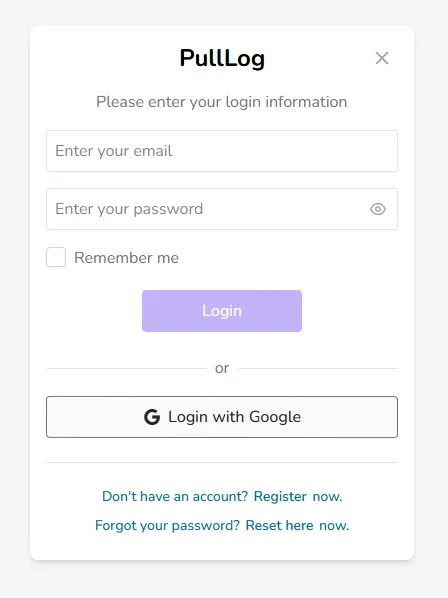 PullLog
Please enter your login information
Enter your email
Enter your password
Remember me
Login
or
Login with Google
Don't have an account? Register now.
Forgot your password? Reset here now.